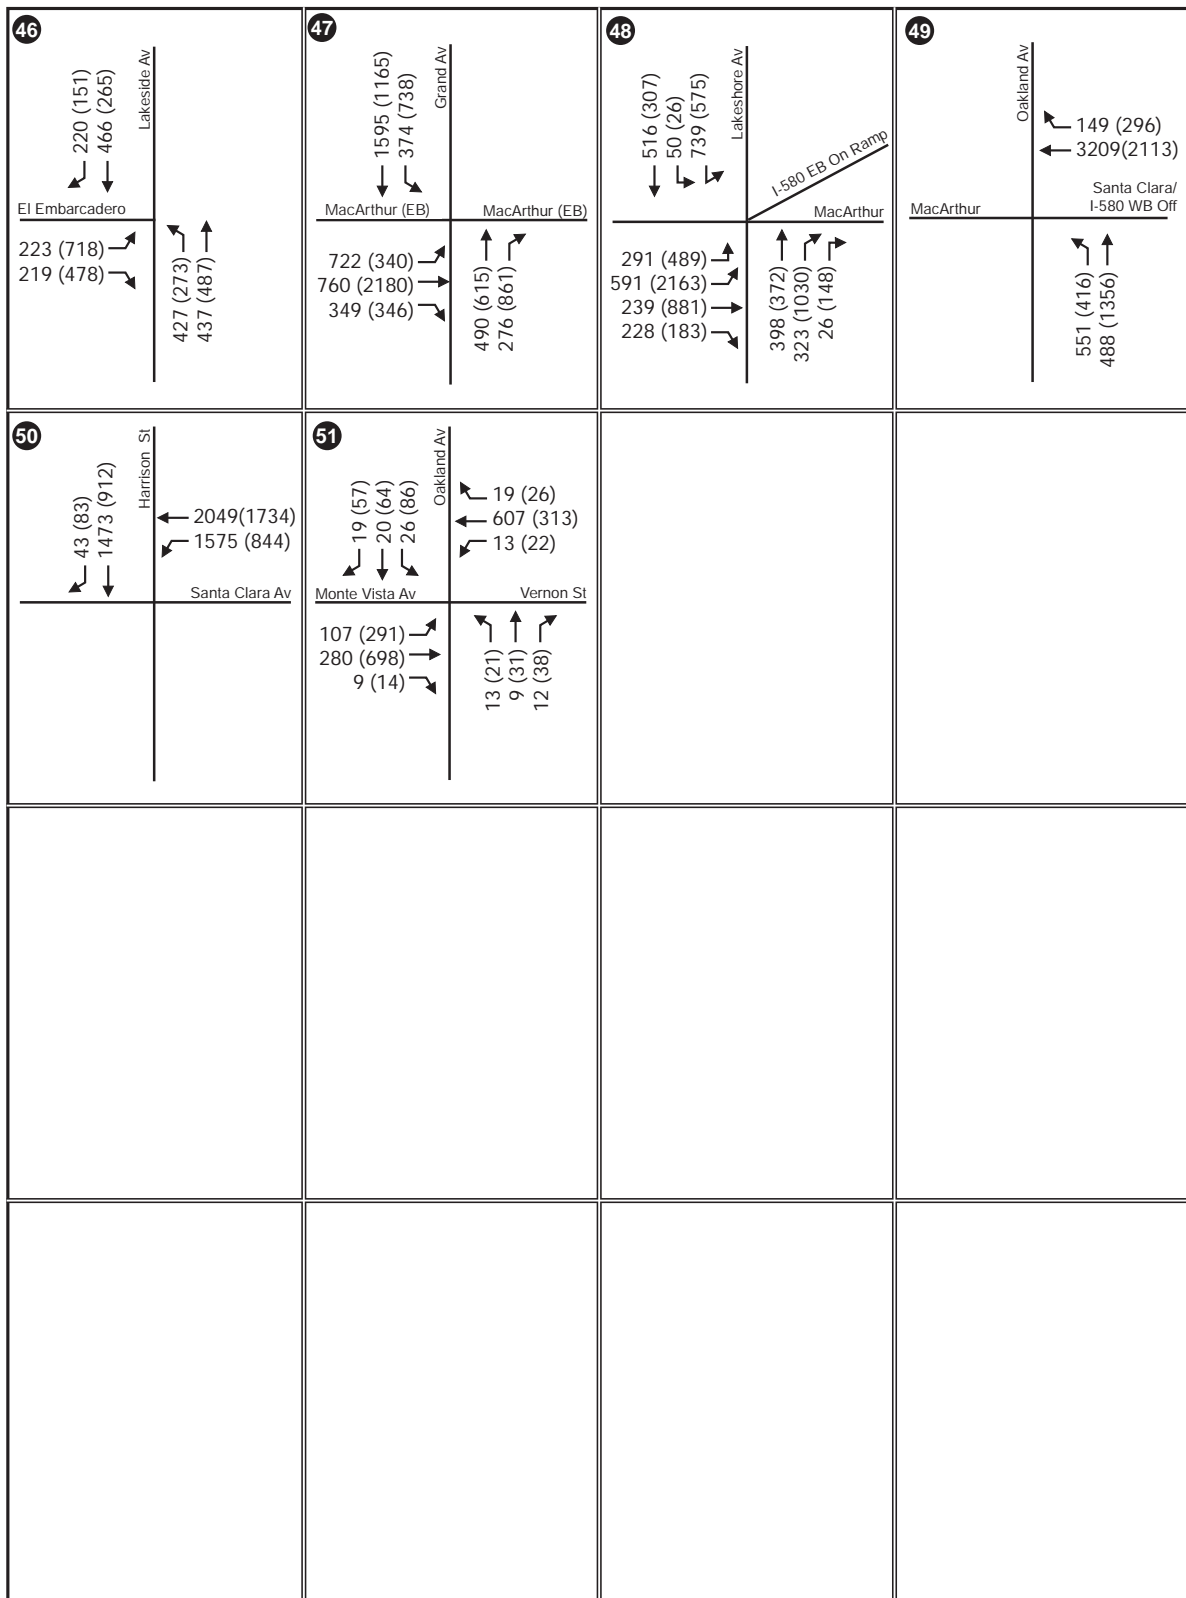 46
Lakeside Av
220 (151)
466 (265)
El Embarcadero
223 (718)
219 (478)
427 (273)
437 (487)
47
Grand Av
1595 (1165)
374 (738)
MacArthur (EB)
MacArthur (EB)
722 (340)
760 (2180)
349 (346)
490 (615)
276 (861)
48
Lakeshore Av
516 (307)
50 (26)
739 (575)
I-580 EB On Ramp
MacArthur
291 (489)
591 (2163)
239 (881)
228 (183)
398 (372)
323 (1030)
26 (148)
49
Oakland Av
149 (296)
3209(2113)
MacArthur
Santa Clara/
I-580 WB Off
551 (416)
488 (1356)
50
Harrison St
43 (83)
1473 (912)
2049(1734)
1575 (844)
Santa Clara Av
51
Oakland Av
19 (57)
20 (64)
26 (86)
19 (26)
607 (313)
13 (22)
Monte Vista Av
Vernon St
107 (291)
280 (698)
9 (14)
13 (21)
9 (31)
12 (38)